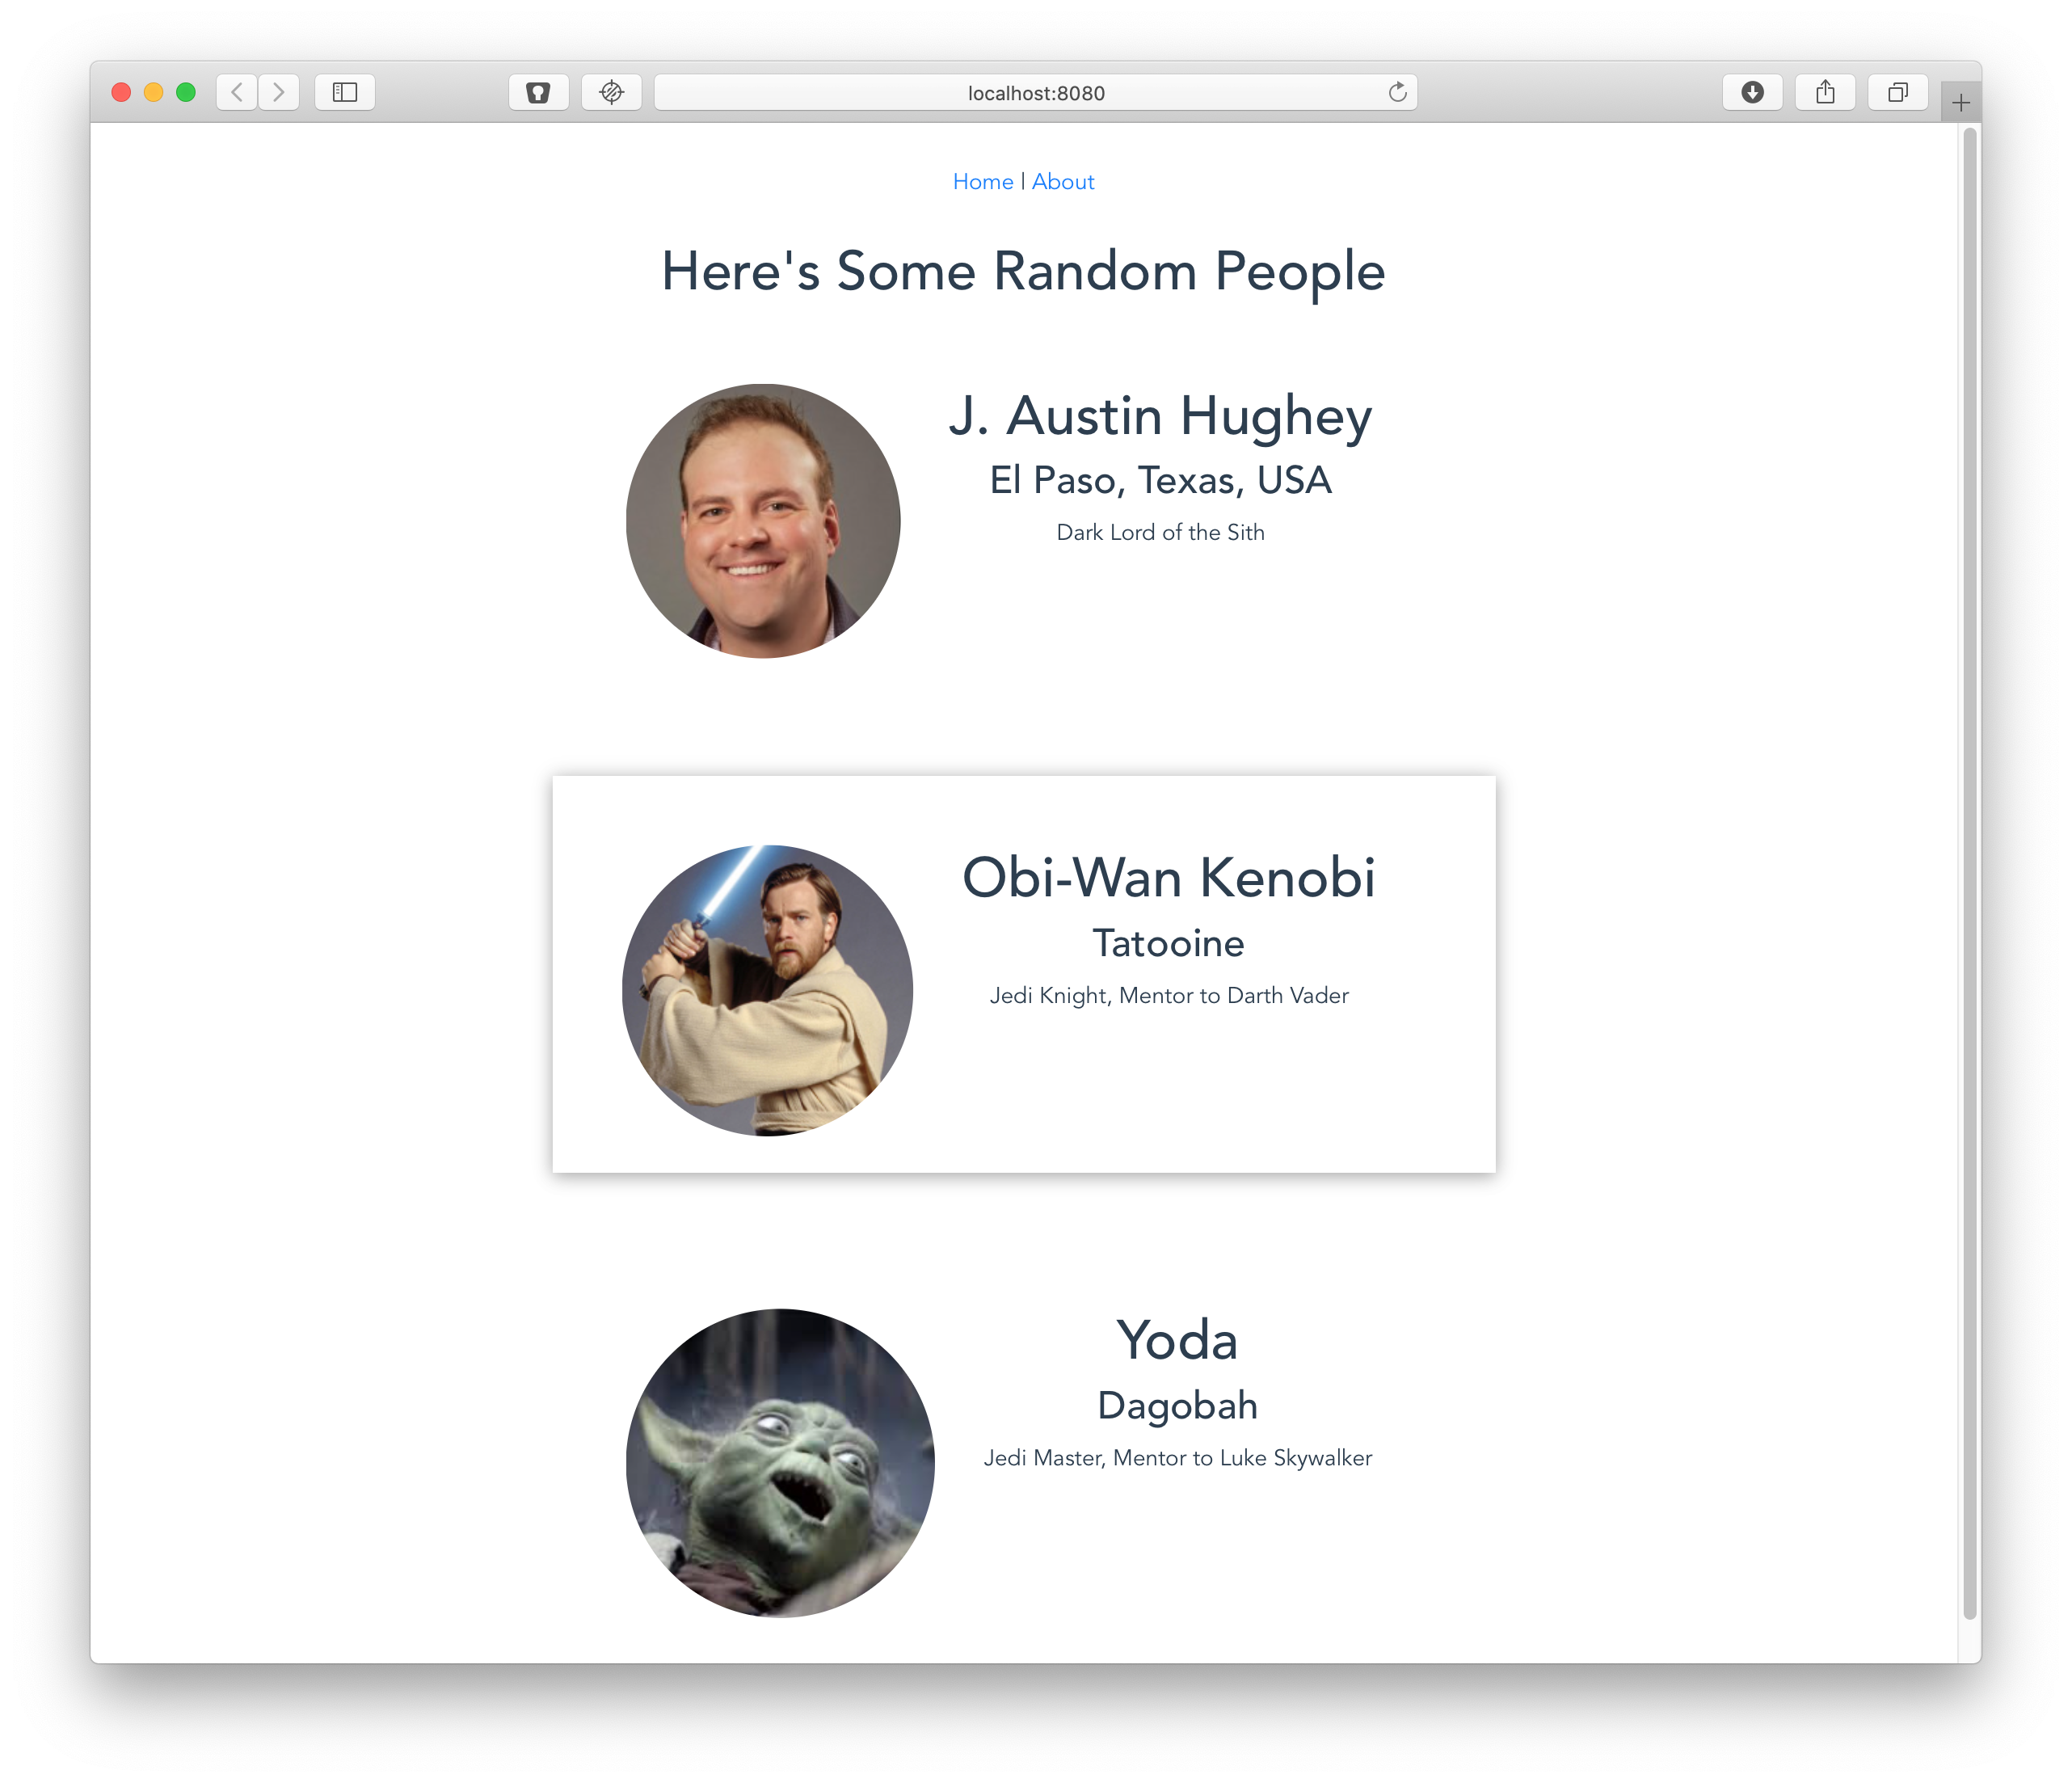 localhost:8080
Home | About
Here's Some Random People
J. Austin Hughey
El Paso, Texas, USA
Dark Lord of the Sith
Obi-Wan Kenobi
Tatooine
Jedi Knight, Mentor to Darth Vader
Yoda
Dagobah
Jedi Master, Mentor to Luke Skywalker